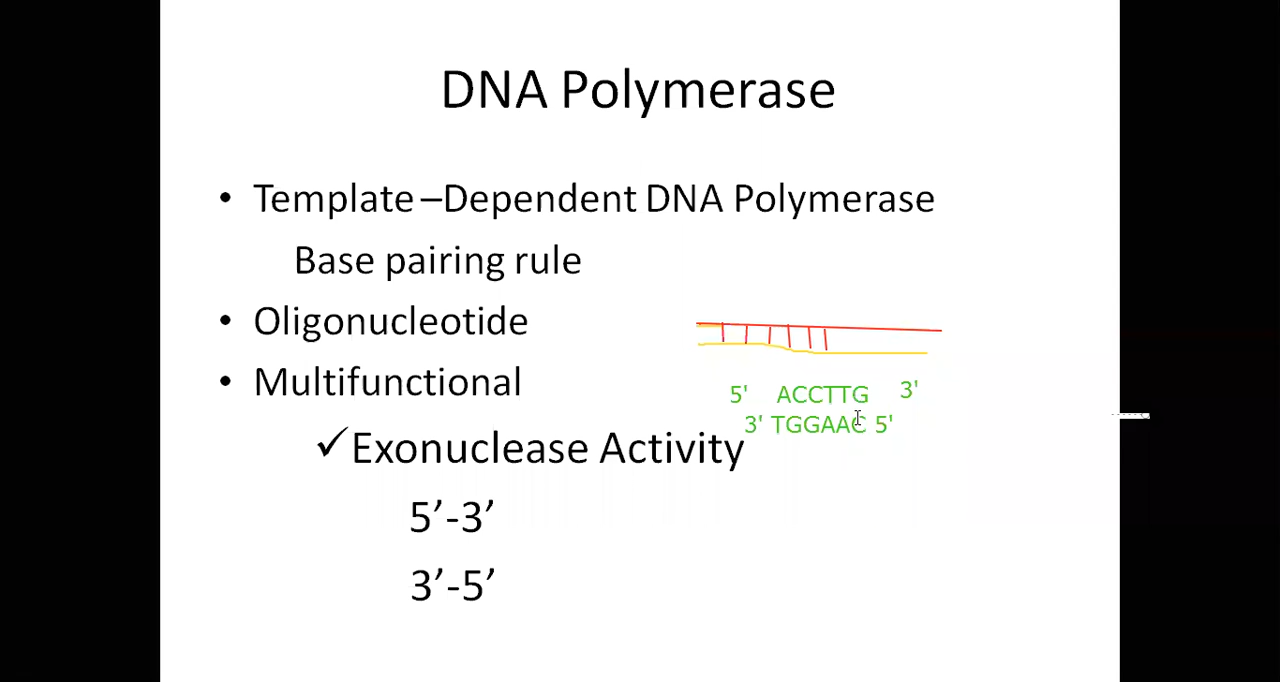 DNA Polymerase
• Template –Dependent DNA Polymerase
Base pairing rule
• Oligonucleotide
• Multifunctional
5' ACCTTG 3'
3' TGGAAC 5'
✓Exonuclease Activity
5’-3’
3’-5’